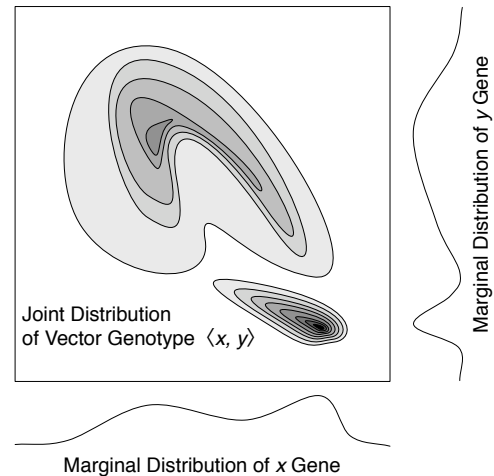 Joint Distribution
of Vector Genotype ⟨x, y⟩
Marginal Distribution of y Gene
Marginal Distribution of x Gene